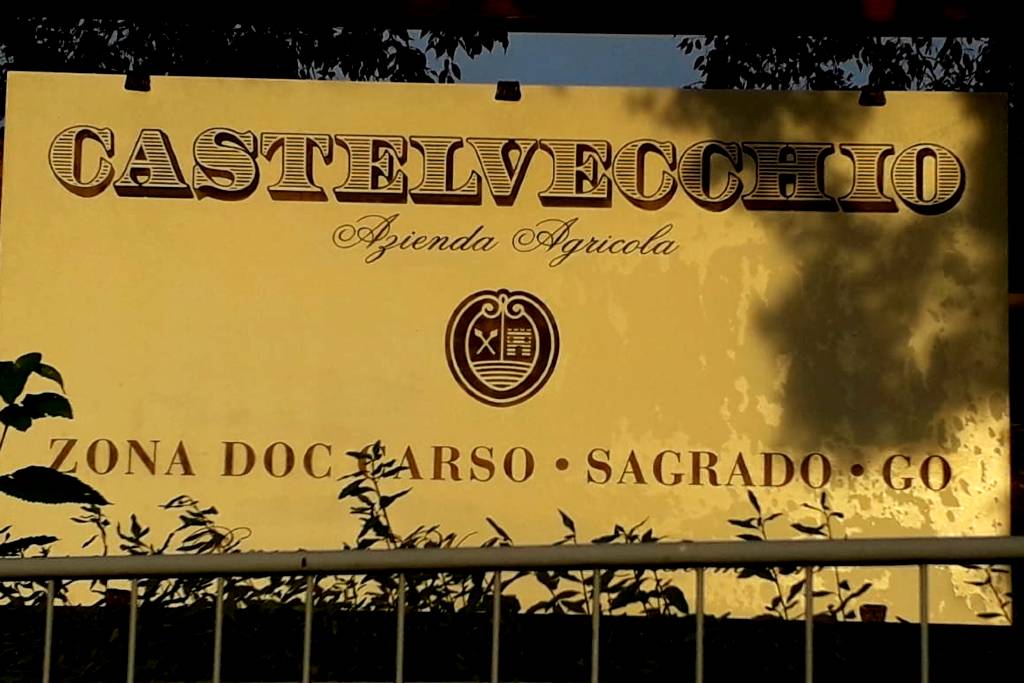 CASTELVECCHIO
Azienda Agricola
ZONA DOC CARSO • SAGRADO • GO